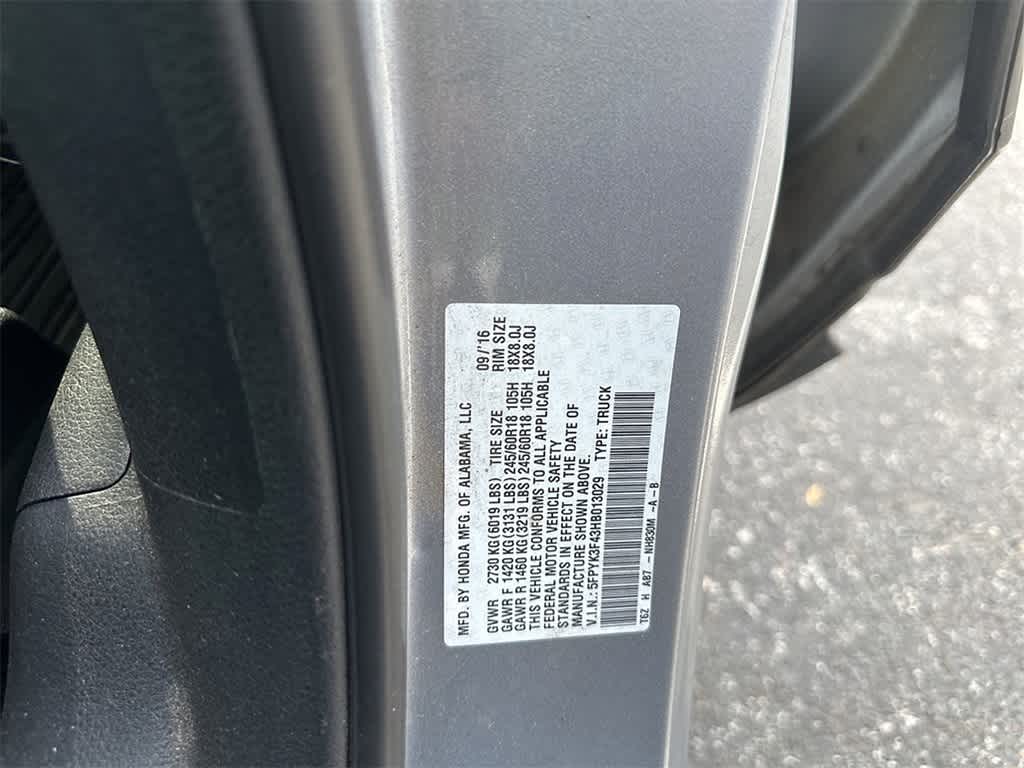 MFD. BY HONDA MFG. OF ALABAMA, LLC 09/'16
GVWR 2730 KG(6019 LBS) TIRE SIZE RIM SIZE
GAWR F 1420 KG(3131 LBS) 245/60R18 105H 18X8.0J
GAWR R 1460 KG(3219 LBS) 245/60R18 105H 18X8.0J
THIS VEHICLE CONFORMS TO ALL APPLICABLE
FEDERAL MOTOR VEHICLE SAFETY
STANDARDS IN EFFECT ON THE DATE OF
MANUFACTURE SHOWN ABOVE.
V.I.N.: 5FPYK3F43HB013029 TYPE: TRUCK
T6Z H A07 - NH830M -A-B